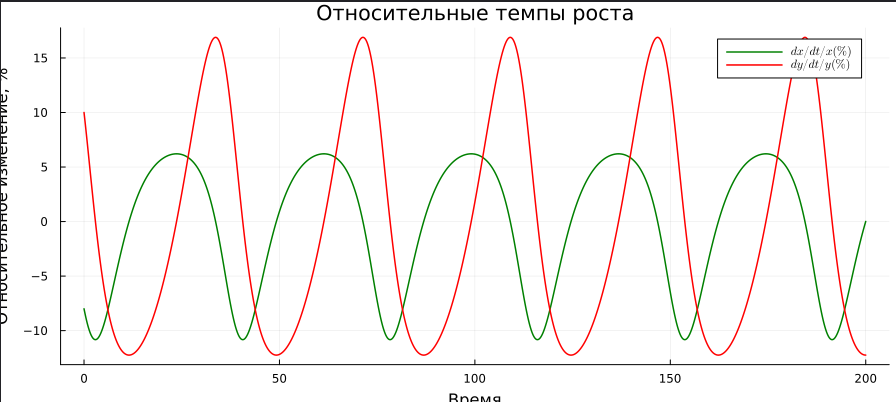 Относительные темпы роста
dx/dt/x(%)
dy/dt/y(%)
Относительное изменение, %
15
10
5
0
−5
−10
0 50 100 150 200
Время